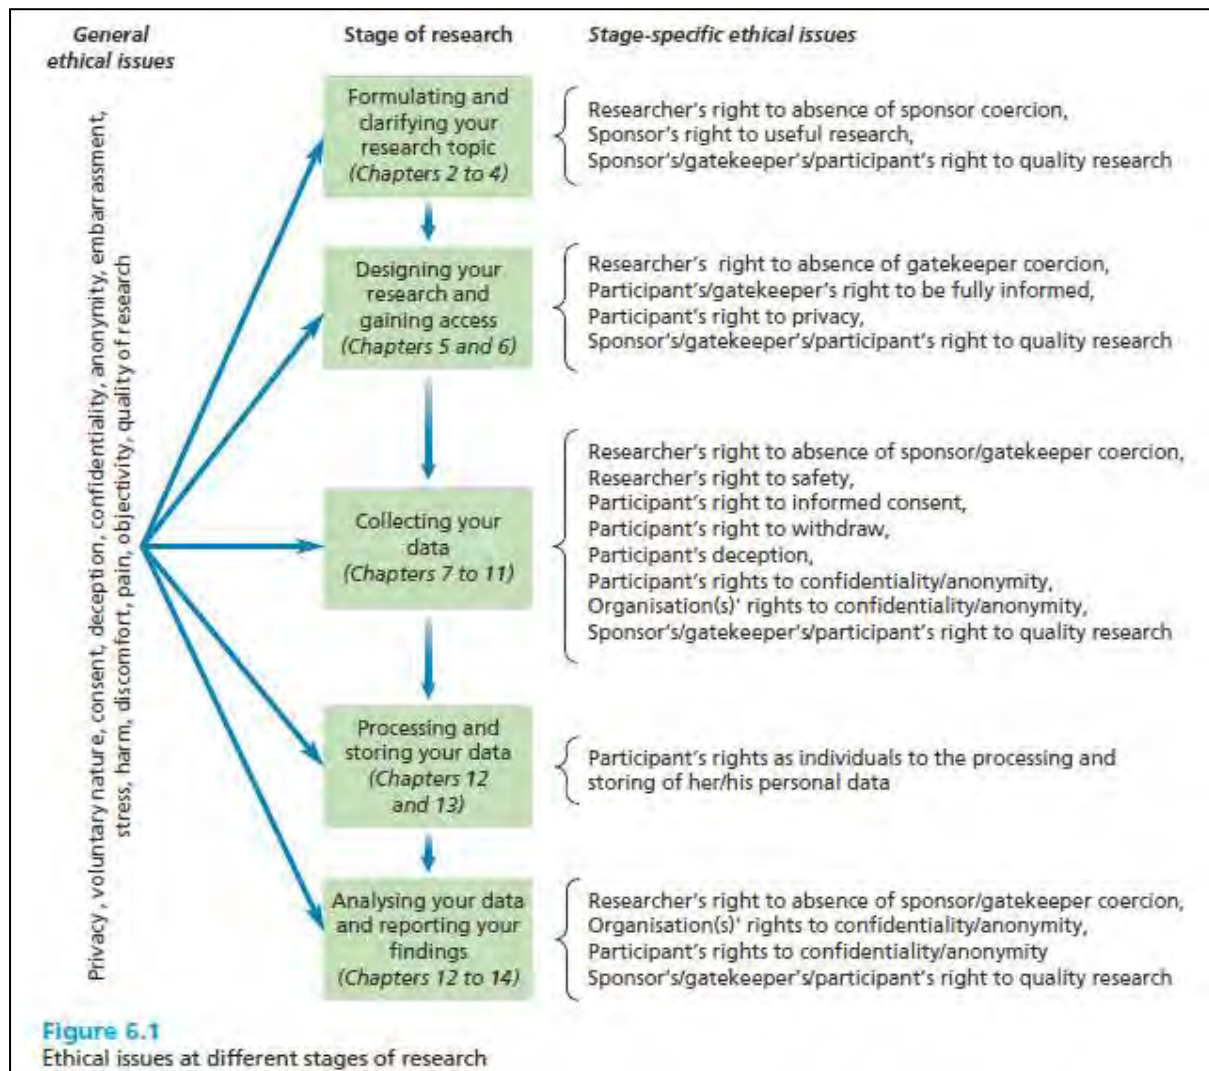 General
ethical issues
Stage of research
Stage-specific ethical issues
Privacy, voluntary nature, consent, deception, confidentiality, anonymity, embarrassment,
stress, harm, discomfort, pain, objectivity, quality of research
Formulating and
clarifying your
research topic
(Chapters 2 to 4)
Researcher's right to absence of sponsor coercion,
Sponsor's right to useful research,
Sponsor's/gatekeeper's/participant's right to quality research
Designing your
research and
gaining access
(Chapters 5 and 6)
Researcher's right to absence of gatekeeper coercion,
Participant's/gatekeeper's right to be fully informed,
Participant's right to privacy,
Sponsor's/gatekeeper's/participant's right to quality research
Collecting your
data
(Chapters 7 to 11)
Researcher's right to absence of sponsor/gatekeeper coercion,
Researcher's right to safety,
Participant's right to informed consent,
Participant's right to withdraw,
Participant's deception,
Participant's rights to confidentiality/anonymity,
Organisation(s)' rights to confidentiality/anonymity,
Sponsor's/gatekeeper's/participant's right to quality research
Processing and
storing your data
(Chapters 12
and 13)
Participant's rights as individuals to the processing and
storing of her/his personal data
Analysing your data
and reporting your
findings
(Chapters 12 to 14)
Researcher's right to absence of sponsor/gatekeeper coercion,
Organisation(s)' rights to confidentiality/anonymity,
Participant's rights to confidentiality/anonymity
Sponsor's/gatekeeper's/participant's right to quality research
Figure 6.1
Ethical issues at different stages of research